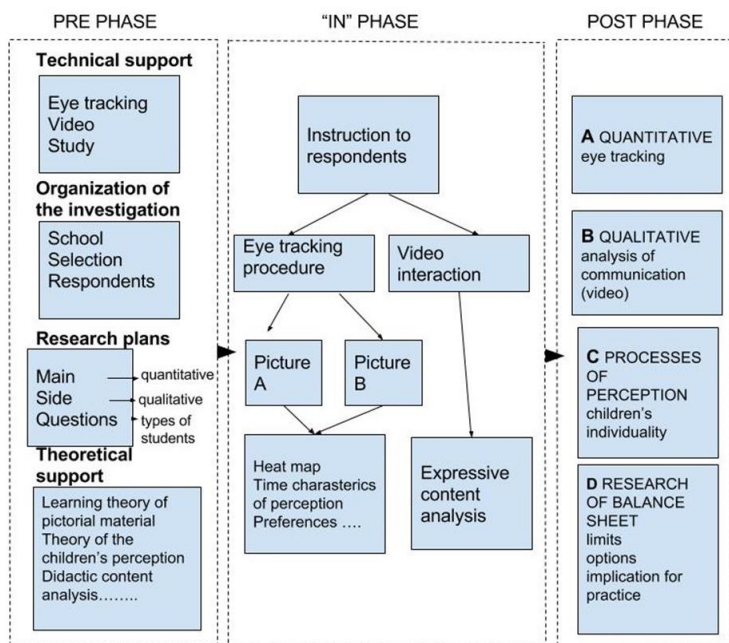 PRE PHASE
Technical support
Eye tracking
Video
Study
Organization of
the investigation
School
Selection
Respondents
Research plans
Main
quantitative
Side
qualitative
Questions
types of
students
Theoretical
support
Learning theory of
pictorial material
Theory of the
children's perception
Didactic content
analysis........
“IN” PHASE
Instruction to
respondents
Eye tracking
procedure
Video
interaction
Picture
A
Picture
B
Heat map
Time charasterics
of perception
Preferences ....
Expressive
content
analysis
POST PHASE
A QUANTITATIVE
eye tracking
B QUALITATIVE
analysis of
communication
(video)
C PROCESSES
OF
PERCEPTION
children's
individuality
D RESEARCH
OF BALANCE
SHEET
limits
options
implication for
practice